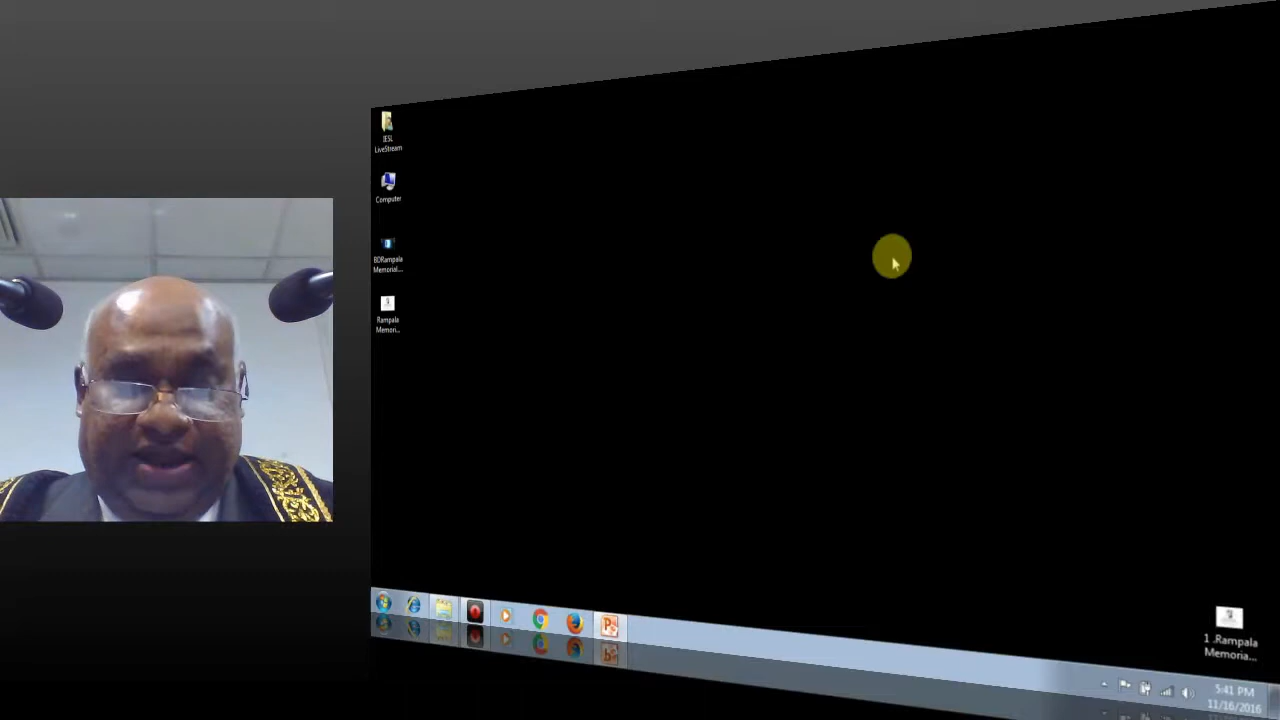 IESL
LiveStream
Computer
BDRampala
Memorial...
Rampala
Memori...
1 .Rampala
Memoria...
5:41 PM
11/16/2016